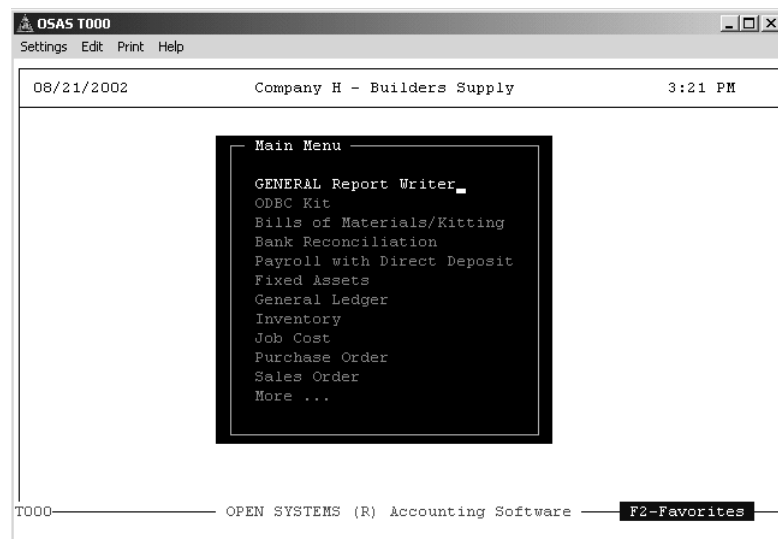 OSAS T000
Settings Edit Print Help
08/21/2002 Company H - Builders Supply 3:21 PM
Main Menu
GENERAL Report Writer
ODBC Kit
Bills of Materials/Kitting
Bank Reconciliation
Payroll with Direct Deposit
Fixed Assets
General Ledger
Inventory
Job Cost
Purchase Order
Sales Order
More ...
T000 OPEN SYSTEMS (R) Accounting Software F2-Favorites